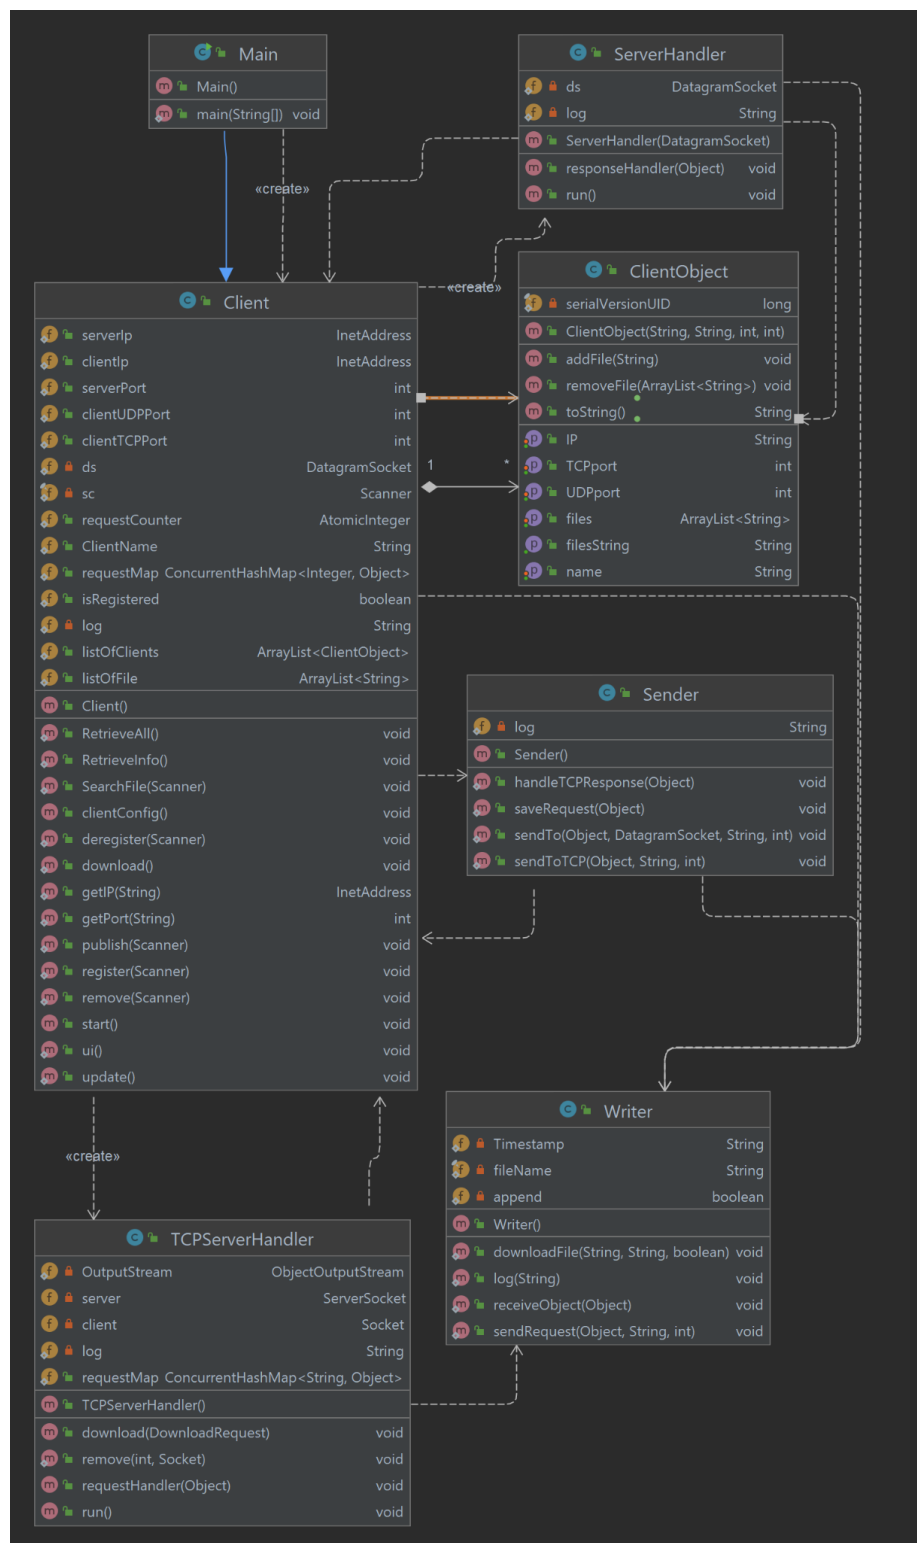 Main
Main()
main(String[]) void
«create»
ServerHandler
ds DatagramSocket
log String
ServerHandler(DatagramSocket)
responseHandler(Object) void
run() void
«create»
ClientObject
serialVersionUID long
ClientObject(String, String, int, int)
addFile(String) void
removeFile(ArrayList<String>) void
toString() String
IP String
TCPport int
UDPport int
files ArrayList<String>
filesString String
name String
Client
serverIp InetAddress
clientIp InetAddress
serverPort int
clientUDPPort int
clientTCPPort int
ds DatagramSocket
sc Scanner
requestCounter AtomicInteger
ClientName String
requestMap ConcurrentHashMap<Integer, Object>
isRegistered boolean
log String
listOfClients ArrayList<ClientObject>
listOfFile ArrayList<String>
Client()
RetrieveAll() void
RetrieveInfo() void
SearchFile(Scanner) void
clientConfig() void
deregister(Scanner) void
download() void
getIP(String) InetAddress
getPort(String) int
publish(Scanner) void
register(Scanner) void
remove(Scanner) void
start() void
ui() void
update() void
1 *
Sender
log String
Sender()
handleTCPResponse(Object) void
saveRequest(Object) void
sendTo(Object, DatagramSocket, String, int) void
sendToTCP(Object, String, int) void
Writer
Timestamp String
fileName String
append boolean
Writer()
downloadFile(String, String, boolean) void
log(String) void
receiveObject(Object) void
sendRequest(Object, String, int) void
«create»
TCPServerHandler
OutputStream ObjectOutputStream
server ServerSocket
client Socket
log String
requestMap ConcurrentHashMap<String, Object>
TCPServerHandler()
download(DownloadRequest) void
remove(int, Socket) void
requestHandler(Object) void
run() void